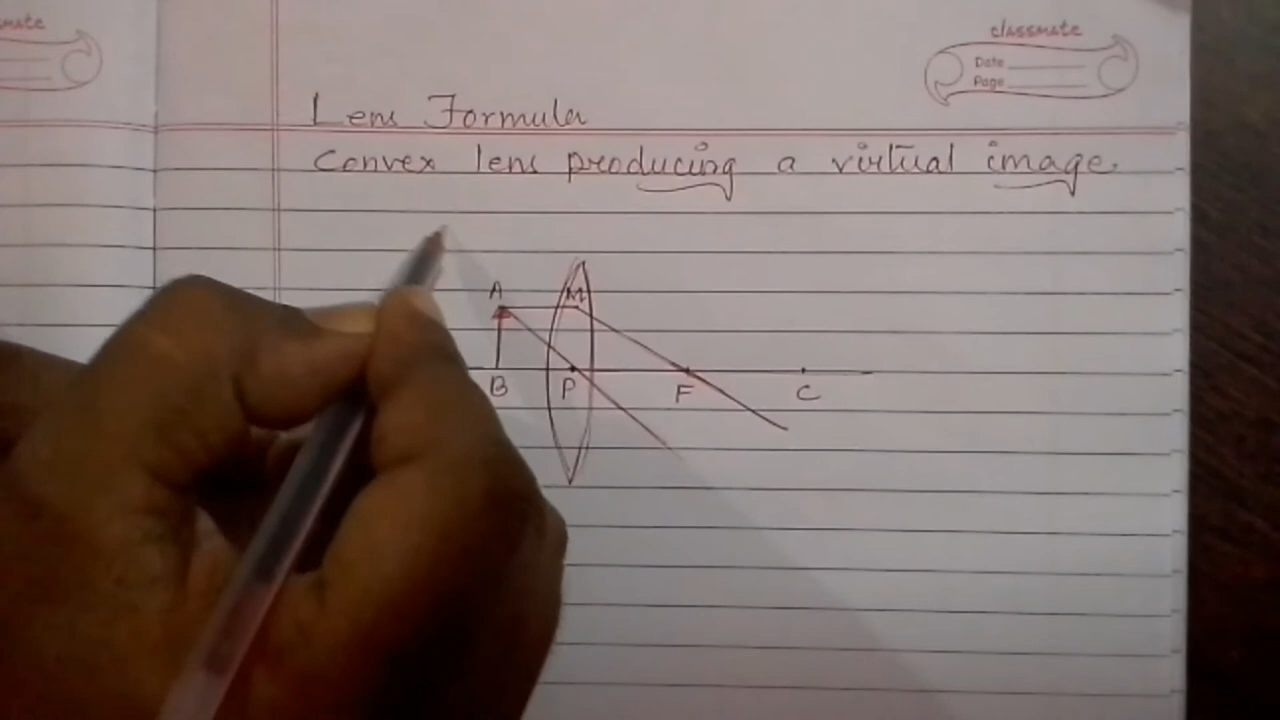 classmate
Date
Page
Lens Formula
Convex lens producing a virtual image.
A M
B P F C